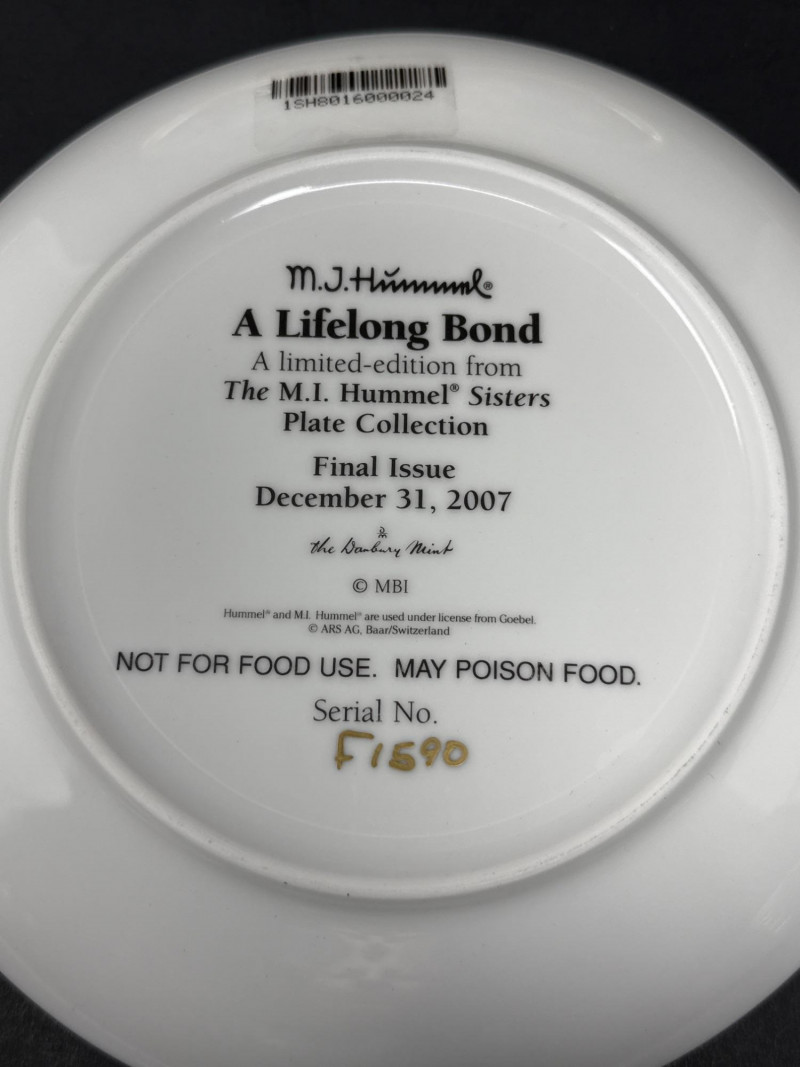 1SH8016000024
M.J.Hummel®
A Lifelong Bond
A limited-edition from
The M.I. Hummel® Sisters
Plate Collection
Final Issue
December 31, 2007
the Danbury Mint
© MBI
Hummel® and M.I. Hummel® are used under license from Goebel.
© ARS AG, Baar/Switzerland
NOT FOR FOOD USE. MAY POISON FOOD.
Serial No.
F1590